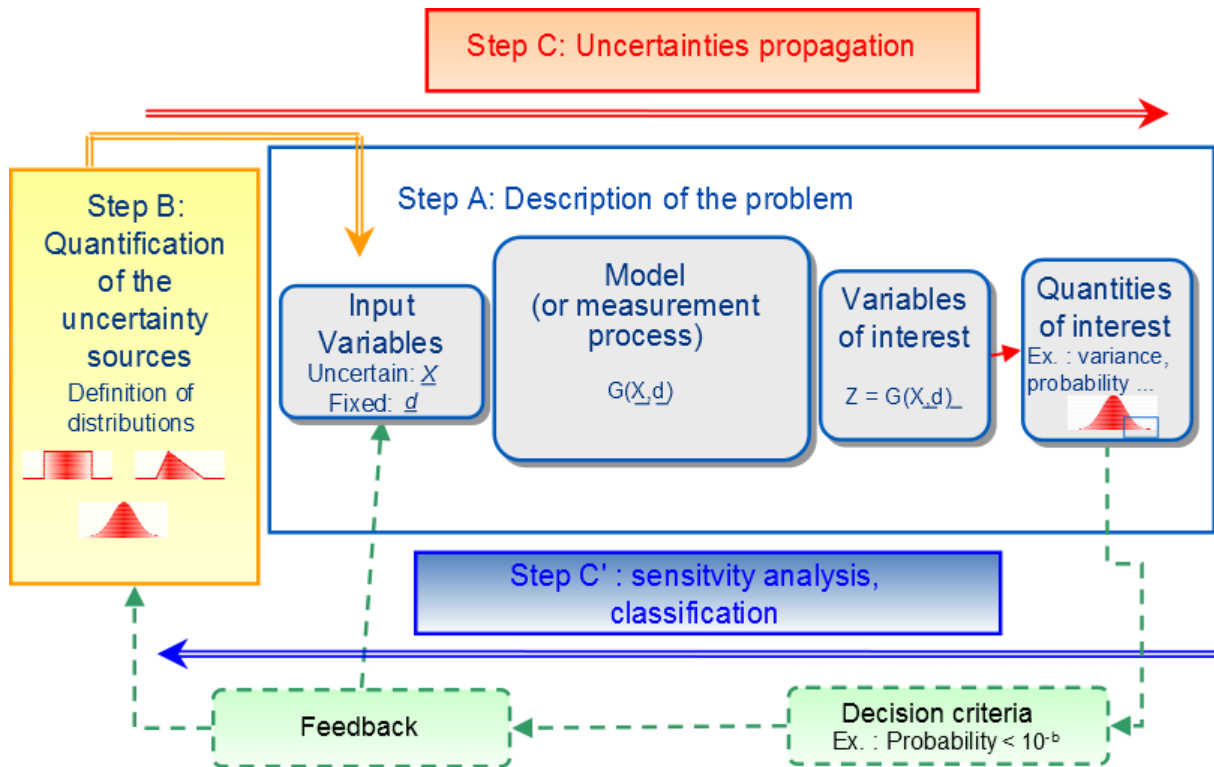 Step C: Uncertainties propagation
Step B:
Quantification
of the
uncertainty
sources
Definition of
distributions
Step A: Description of the problem
Input
Variables
Uncertain: X
Fixed: d
Model
(or measurement
process)
G(X,d)
Variables
of interest
Z = G(X,d)
Quantities
of interest
Ex. : variance,
probability ...
Step C' : sensitvity analysis,
classification
Feedback
Decision criteria
Ex. : Probability < 10⁻ᵇ